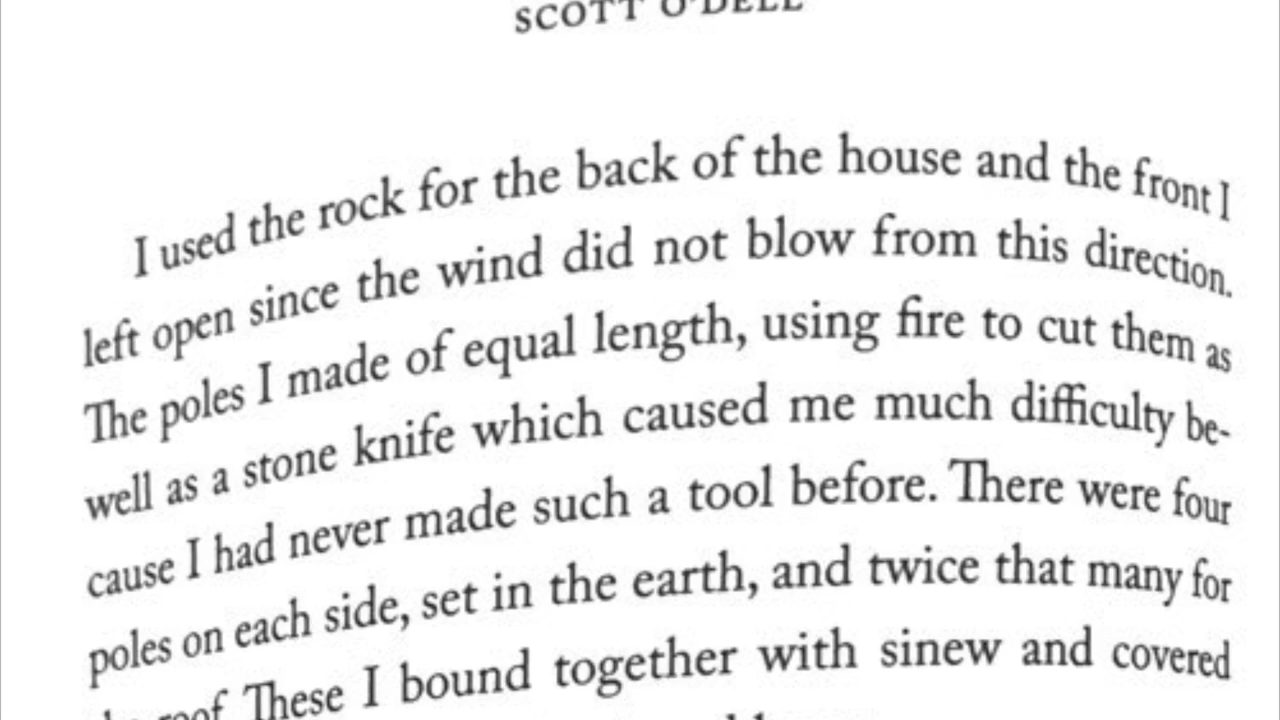 SCOTT O'DELL
I used the rock for the back of the house and the front I
left open since the wind did not blow from this direction.
The poles I made of equal length, using fire to cut them as
well as a stone knife which caused me much difficulty be-
cause I had never made such a tool before. There were four
poles on each side, set in the earth, and twice that many for
the roof. These I bound together with sinew and covered